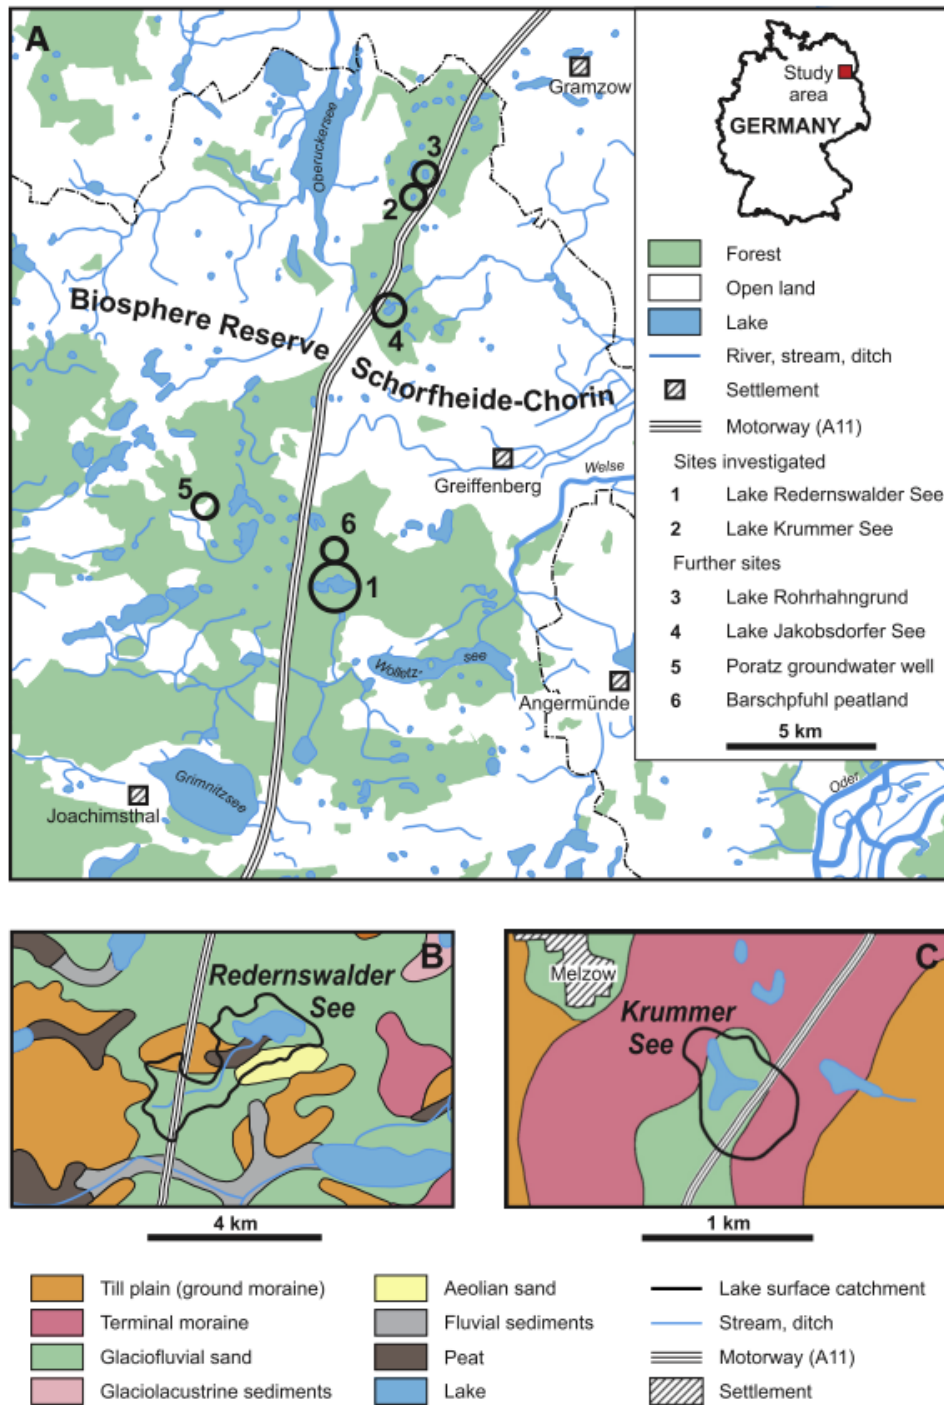 A
Gramzow
Oberuckersee
3
2
4
Biosphere Reserve
Schorfheide-Chorin
Greiffenberg
Welse
5
6
1
Wolletz-
see
Angermünde
Grimnitzsee
Joachimsthal
Oder
Study
area
GERMANY
Forest
Open land
Lake
River, stream, ditch
Settlement
Motorway (A11)
Sites investigated
1 Lake Redernswalder See
2 Lake Krummer See
Further sites
3 Lake Rohrhahngrund
4 Lake Jakobsdorfer See
5 Poratz groundwater well
6 Barschpfuhl peatland
5 km
B
Redernswalder
See
4 km
C
Melzow
Krummer
See
1 km
Till plain (ground moraine)
Terminal moraine
Glaciofluvial sand
Glaciolacustrine sediments
Aeolian sand
Fluvial sediments
Peat
Lake
Lake surface catchment
Stream, ditch
Motorway (A11)
Settlement